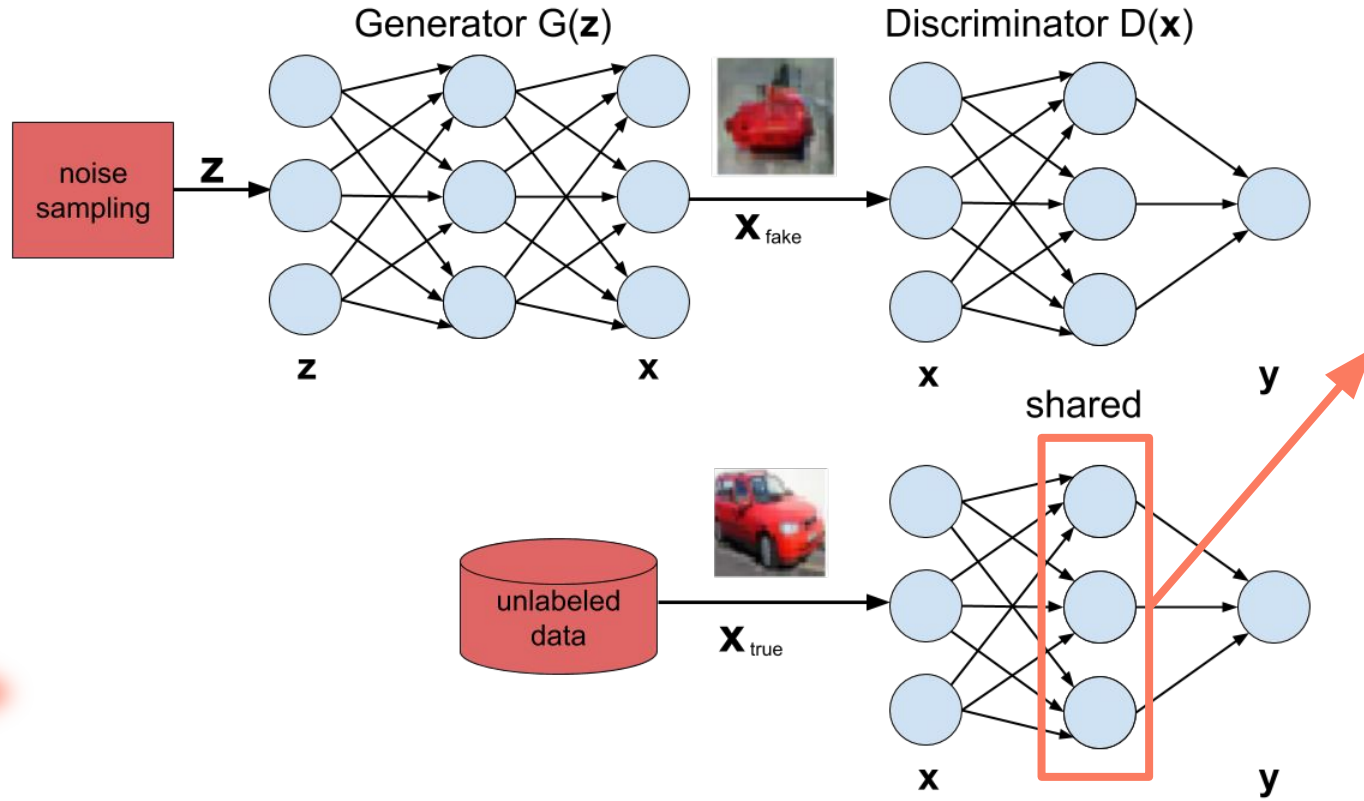 Generator G(z)
Discriminator D(x)
noise
sampling
z
x fake
z
x
x
y
shared
unlabeled
data
x true
x
y